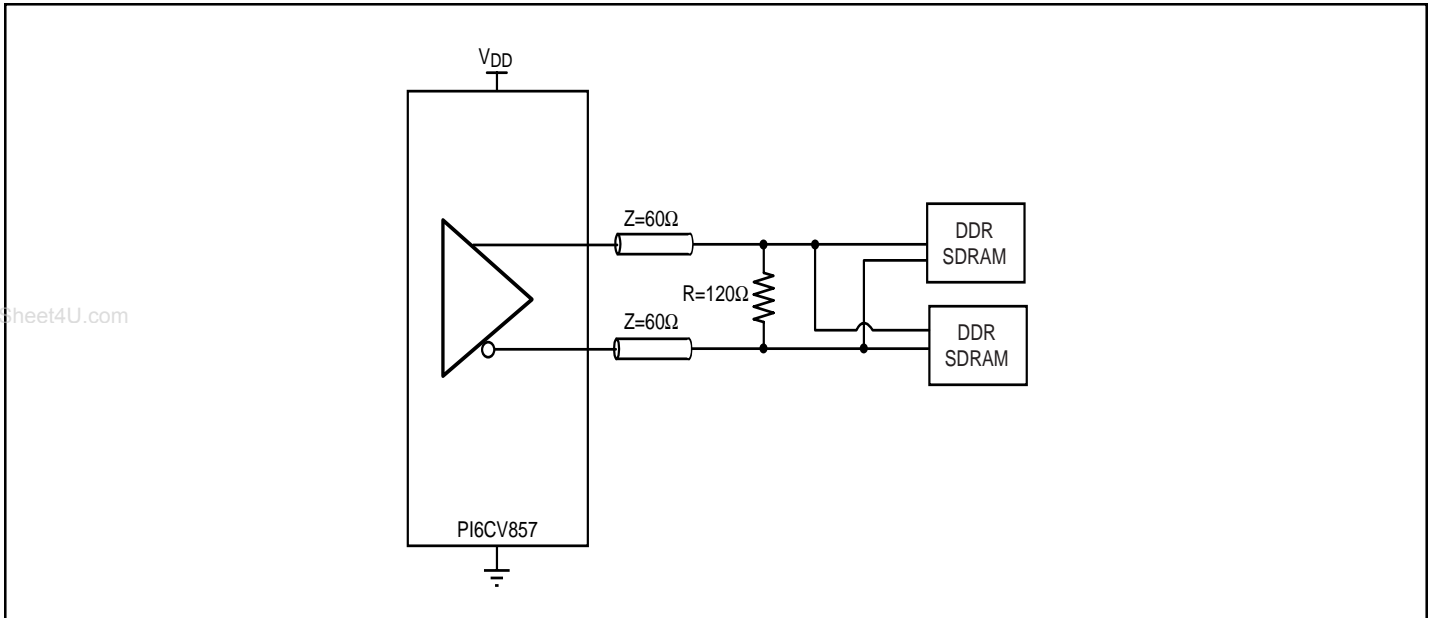 VDD
Z=60Ω
DDR
SDRAM
R=120Ω
Sheet4U.com
Z=60Ω
DDR
SDRAM
PI6CV857